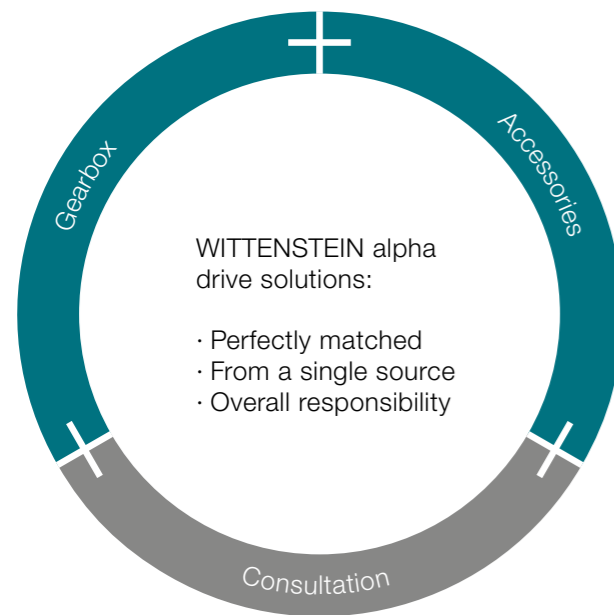 Gearbox
Accessories
WITTENSTEIN alpha
drive solutions:
· Perfectly matched
· From a single source
· Overall responsibility
Consultation